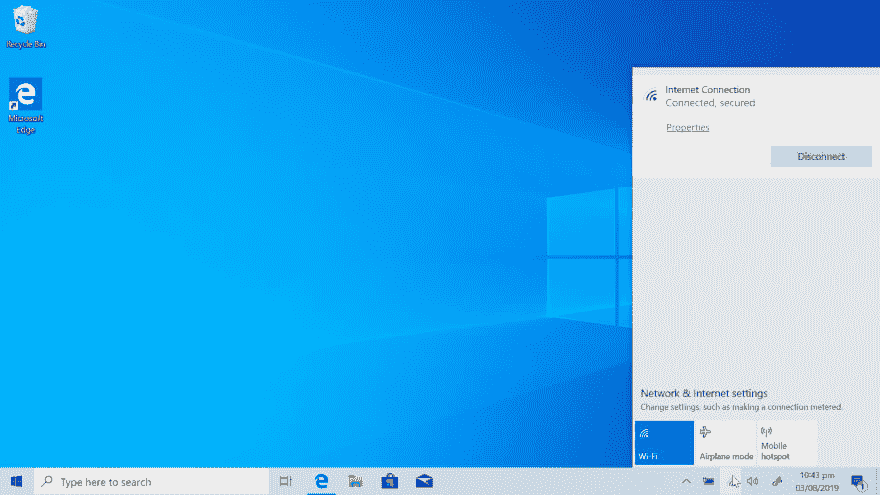 Recycle Bin
Microsoft
Edge
Internet Connection
Connected, secured
Properties
Disconnect
Network & Internet settings
Change settings, such as making a connection metered.
Wi-Fi
Airplane mode
Mobile
hotspot
Type here to search
10:43 pm
03/08/2019
1